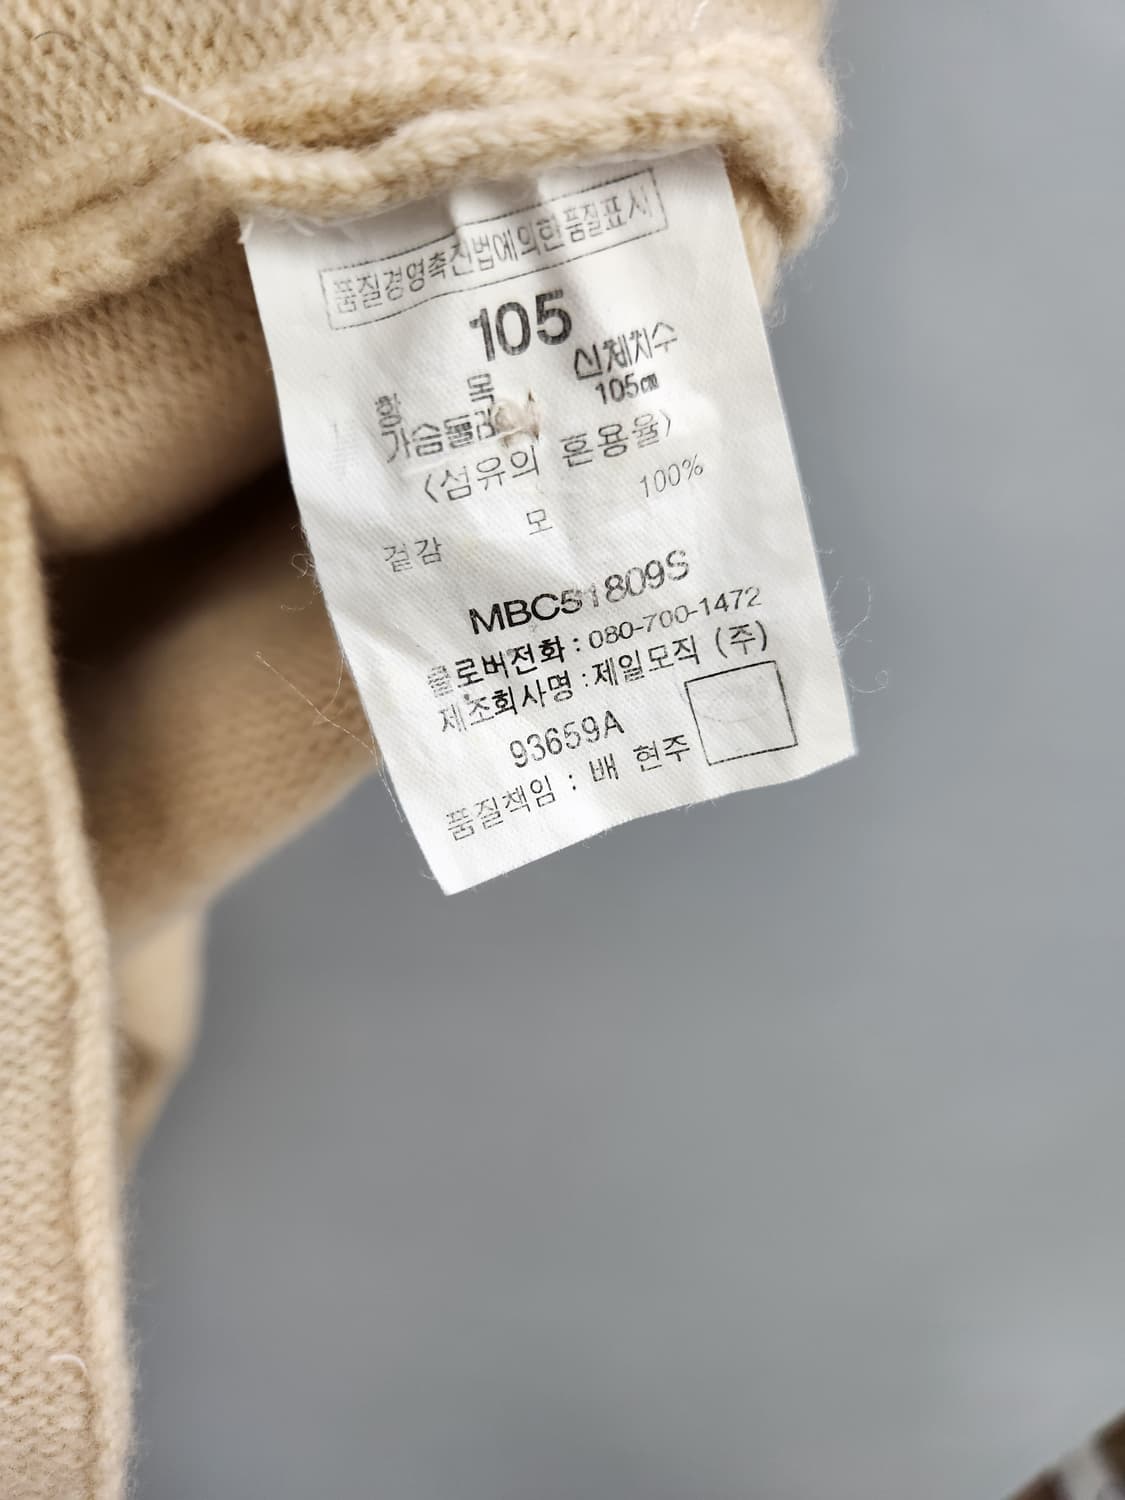 품질경영촉진법에의한품질표시
105
항 목 신체치수
가슴둘레 105cm
<섬유의 혼용율>
겉감 모 100%
MBC51809S
클로버전화 : 080-700-1472
제조회사명 : 제일모직 (주)
93659A
품질책임 : 배 현주